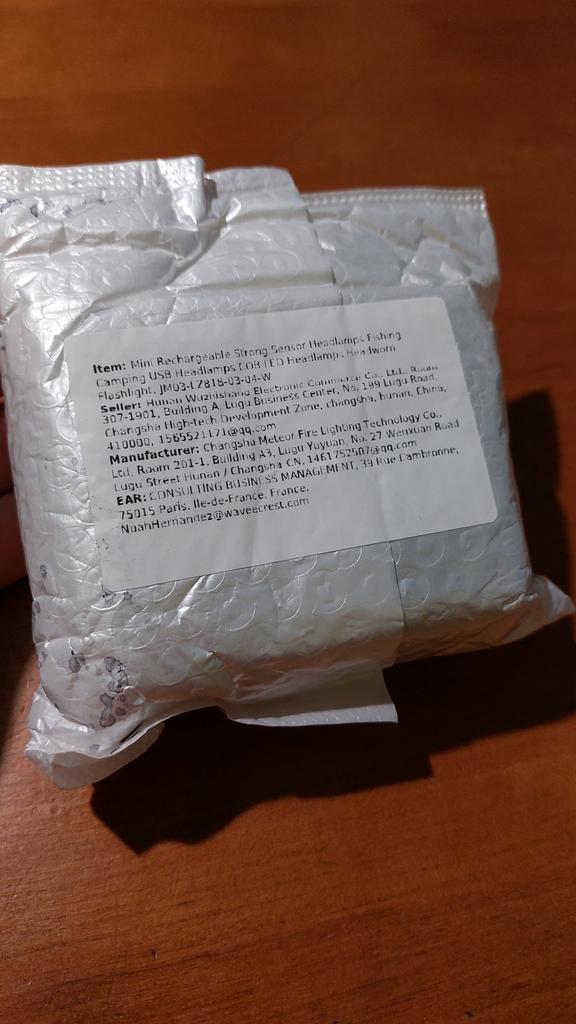 Item: Mini Rechargeable Strong Sensor Headlamps Fishing
Camping USB Headlamps COB LED Headlamps Headworn
Flashlight, JM03-LZ818-03-04-W
Seller: Hunan Wuzhishang Electronic Commerce Co., Ltd., Room
307-1901, Building A, Lugu Business Center, No, 199 Lugu Road,
Changsha High-tech Development Zone, changsha, hunan, China,
410000, 1565521171@qq.com
Manufacturer: Changsha Meteor Fire Lighting Technology Co.,
Ltd, Room 201-1, Building A3, Lugu Yuyuan, No. 27 Wenxian Road
Lugu Street Hunan / Changsha CN, 1461752507@qq.com
EAR: CONSULTING BUSINESS MANAGEMENT, 39 Rue Cambronne,
75015 Paris, Ile-de-France, France,
NoahHernandez@waveecrest.com